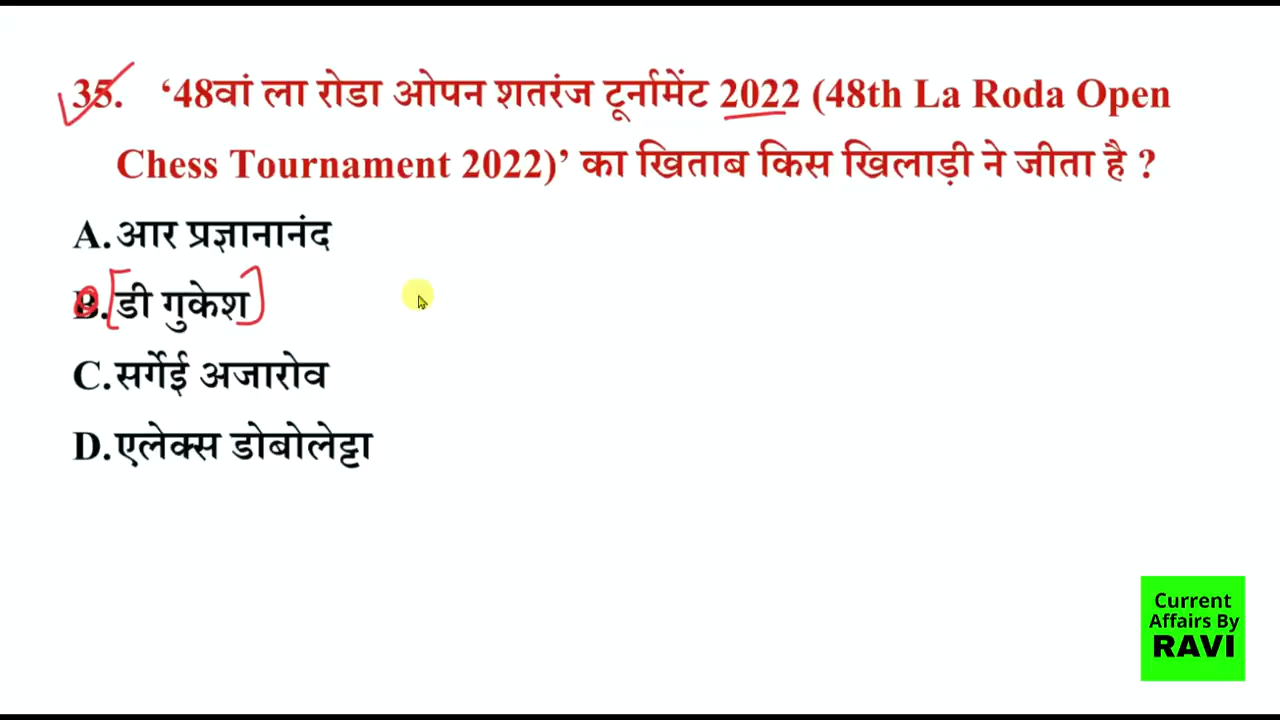 35. ‘48वां ला रोडा ओपन शतरंज टूर्नामेंट 2022 (48th La Roda Open
Chess Tournament 2022)’ का खिताब किस खिलाड़ी ने जीता है ?
A. आर प्रज्ञानानंद
B. डी गुकेश
C. सर्गेई अजारोव
D. एलेक्स डोबोलेट्टा
Current
Affairs By
RAVI